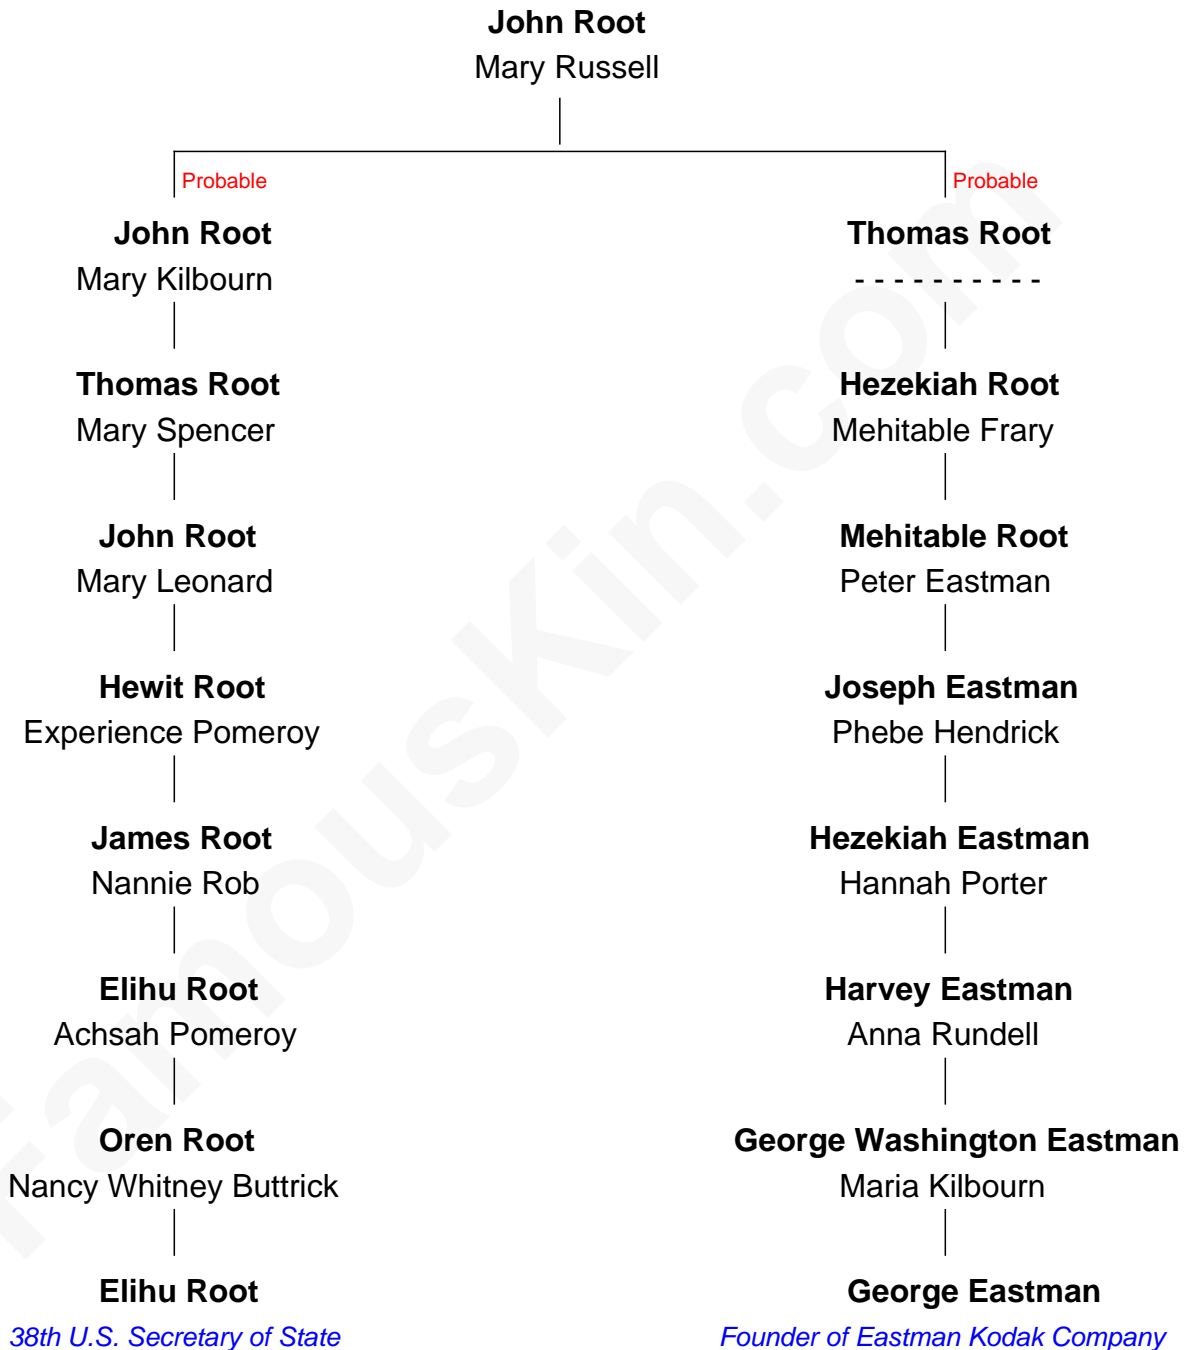 John Root
Mary Russell
Probable
Probable
John Root
Thomas Root
Mary Kilbourn
- - - - - - - - - -
Thomas Root
Hezekiah Root
Mary Spencer
Mehitable Frary
John Root
Mehitable Root
Mary Leonard
Peter Eastman
Hewit Root
Joseph Eastman
Experience Pomeroy
Phebe Hendrick
James Root
Hezekiah Eastman
Nannie Rob
Hannah Porter
Elihu Root
Harvey Eastman
Achsah Pomeroy
Anna Rundell
Oren Root
George Washington Eastman
Nancy Whitney Buttrick
Maria Kilbourn
Elihu Root
George Eastman
38th U.S. Secretary of State
Founder of Eastman Kodak Company
FamousKin.com